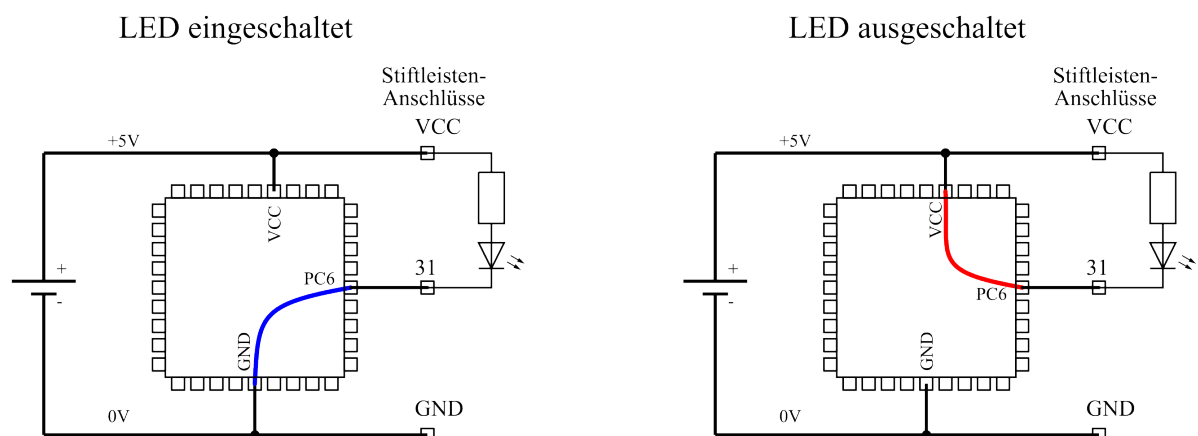 LED eingeschaltet
Stiftleisten-
Anschlüsse
VCC
+5V
VCC
+
-
PC6
31
GND
0V
GND
LED ausgeschaltet
Stiftleisten-
Anschlüsse
VCC
+5V
VCC
+
-
PC6
31
GND
0V
GND